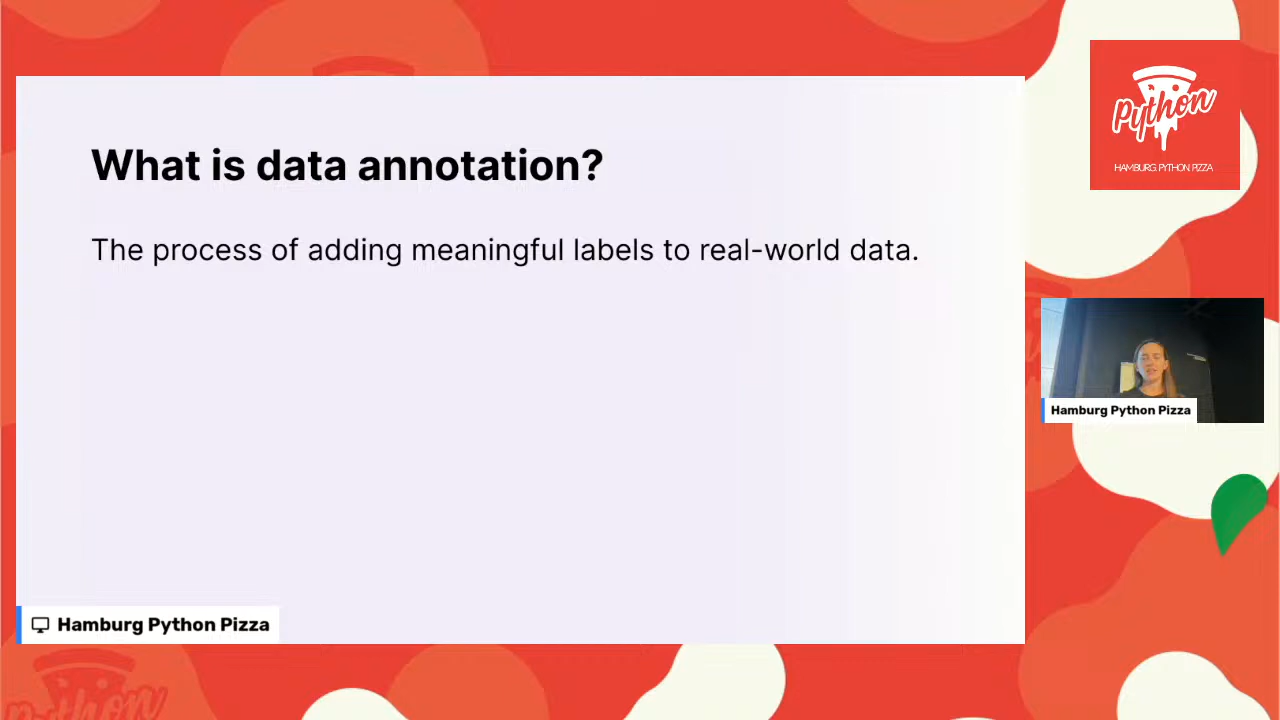 What is data annotation?
The process of adding meaningful labels to real-world data.
Hamburg Python Pizza
Python
HAMBURG PYTHON PIZZA
Hamburg Python Pizza
Python